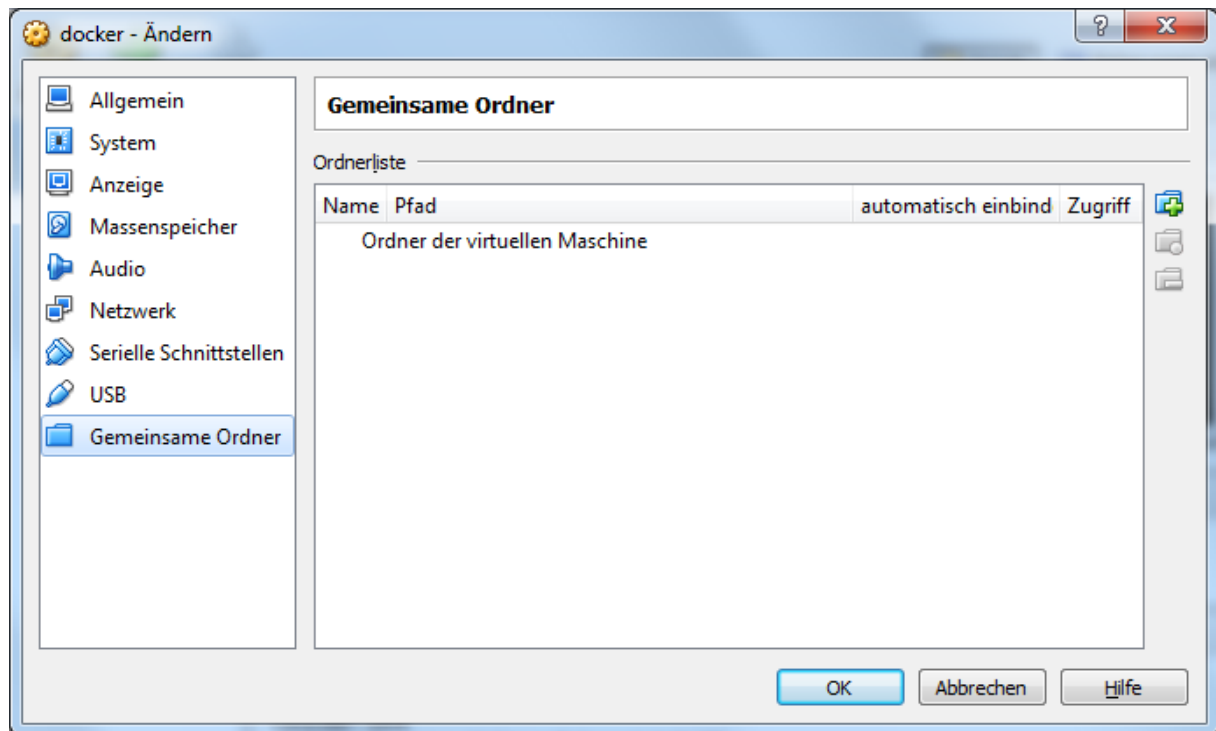 docker - Ändern
Allgemein
System
Anzeige
Massenspeicher
Audio
Netzwerk
Serielle Schnittstellen
USB
Gemeinsame Ordner
Gemeinsame Ordner
Ordnerliste
Name Pfad automatisch einbind Zugriff
Ordner der virtuellen Maschine
OK Abbrechen Hilfe